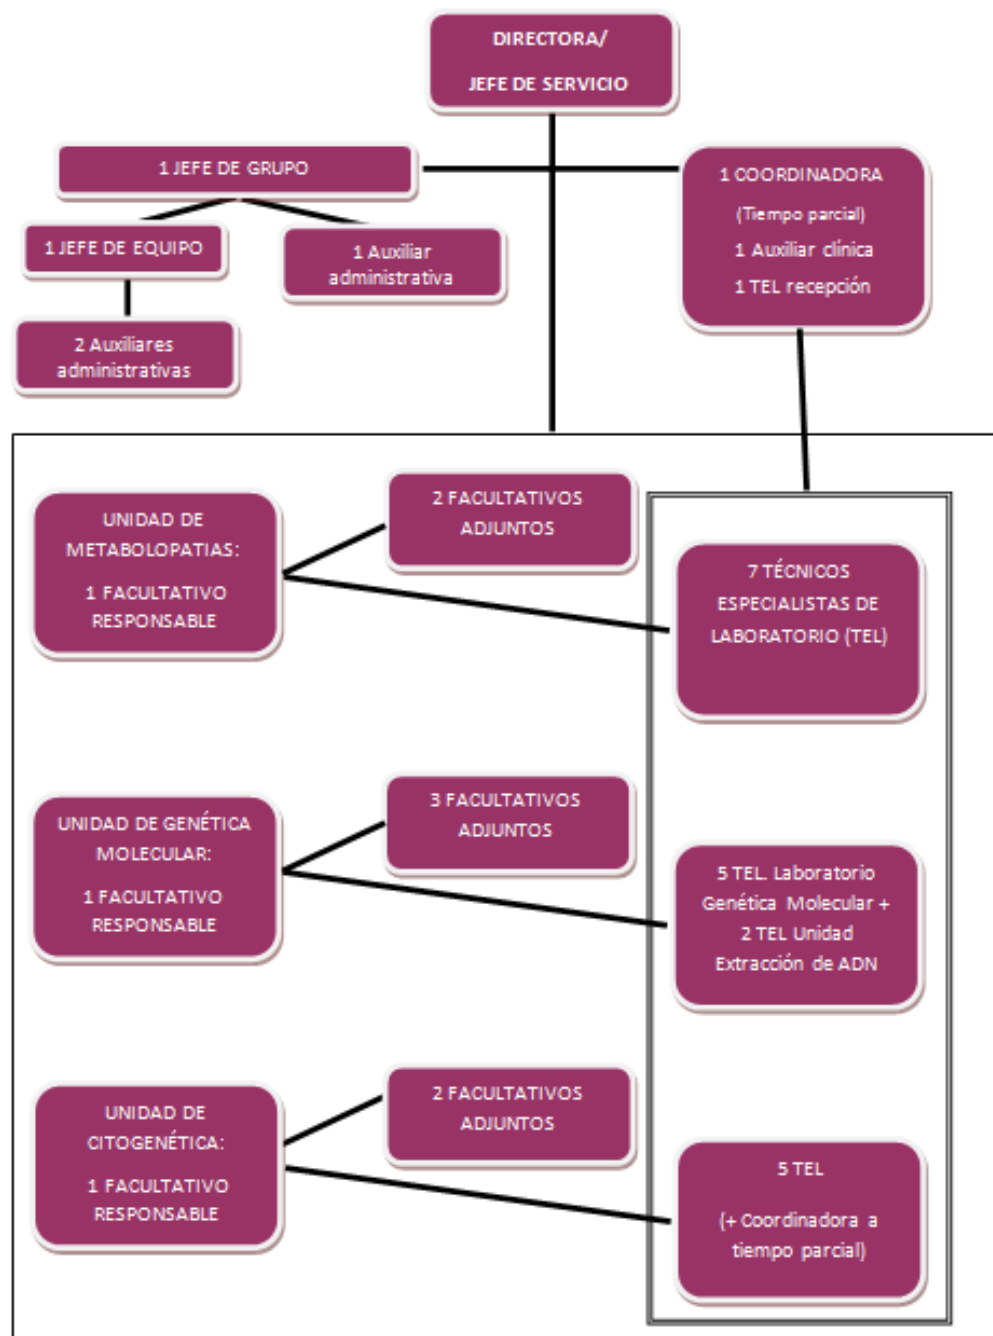 DIRECTORA/
JEFE DE SERVICIO
1 JEFE DE GRUPO
1 COORDINADORA
(Tiempo parcial)
1 Auxiliar clínica
1 TEL recepción
1 JEFE DE EQUIPO
1 Auxiliar
administrativa
2 Auxiliares
administrativas
UNIDAD DE
METABOLOPATIAS:
1 FACULTATIVO
RESPONSABLE
2 FACULTATIVOS
ADJUNTOS
7 TÉCNICOS
ESPECIALISTAS DE
LABORATORIO (TEL)
UNIDAD DE GENÉTICA
MOLECULAR:
1 FACULTATIVO
RESPONSABLE
3 FACULTATIVOS
ADJUNTOS
5 TEL. Laboratorio
Genética Molecular +
2 TEL Unidad
Extracción de ADN
UNIDAD DE
CITOGENÉTICA:
1 FACULTATIVO
RESPONSABLE
2 FACULTATIVOS
ADJUNTOS
5 TEL
(+ Coordinadora a
tiempo parcial)